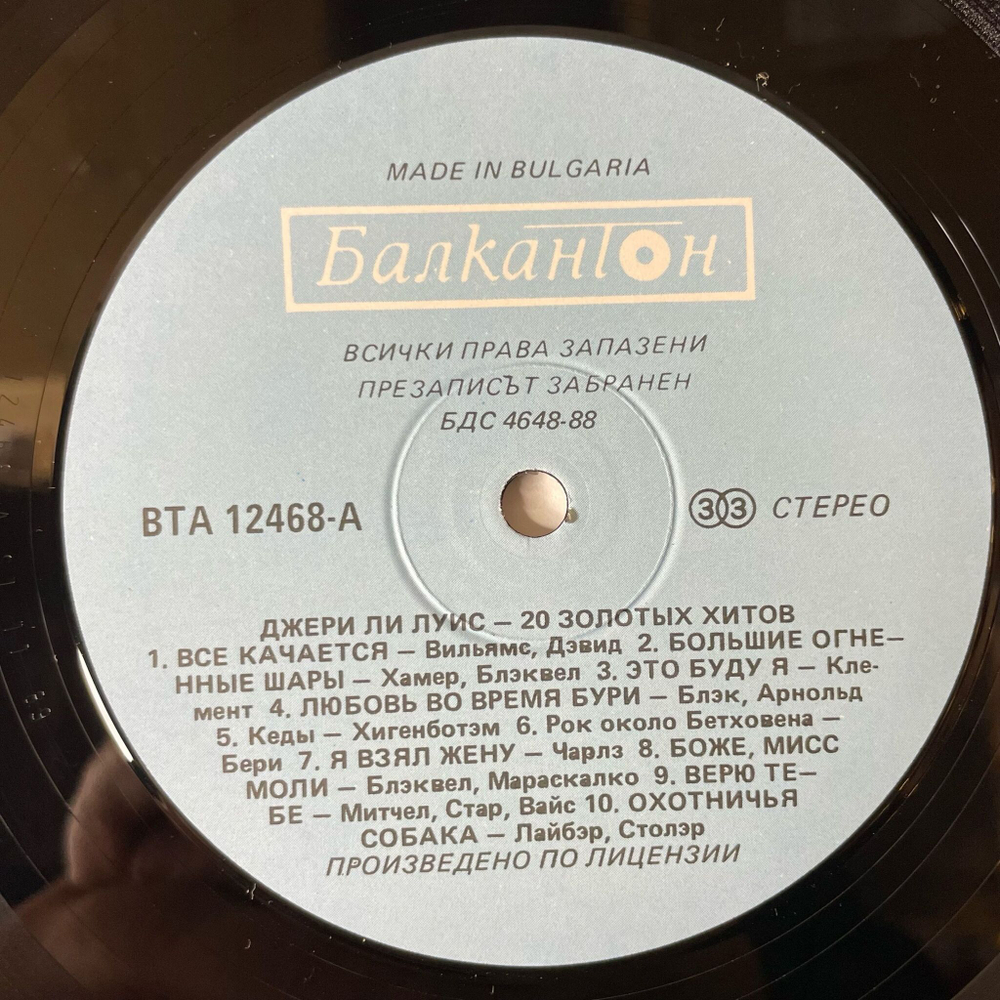 MADE IN BULGARIA
Балкантон
ВСИЧКИ ПРАВА ЗАПАЗЕНИ
ПРЕЗАПИСЪТ ЗАБРАНЕН
БДС 4648-88
ВТА 12468-А
33 СТЕРЕО
ДЖЕРИ ЛИ ЛУИС – 20 ЗОЛОТЫХ ХИТОВ
1. ВСЕ КАЧАЕТСЯ – Вильямс, Дэвид 2. БОЛЬШИЕ ОГНЕ–
ННЫЕ ШАРЫ – Хамер, Блэквел 3. ЭТО БУДУ Я – Кле-
мент 4. ЛЮБОВЬ ВО ВРЕМЯ БУРИ – Блэк, Арнольд
5. Кеды – Хигенботэм 6. Рок около Бетховена –
Бери 7. Я ВЗЯЛ ЖЕНУ – Чарлз 8. БОЖЕ, МИСС
МОЛИ – Блэквел, Мараскалко 9. ВЕРЮ ТЕ–
БЕ – Митчел, Стар, Вайс 10. ОХОТНИЧЬЯ
СОБАКА – Лайбэр, Столэр
ПРОИЗВЕДЕНО ПО ЛИЦЕНЗИИ